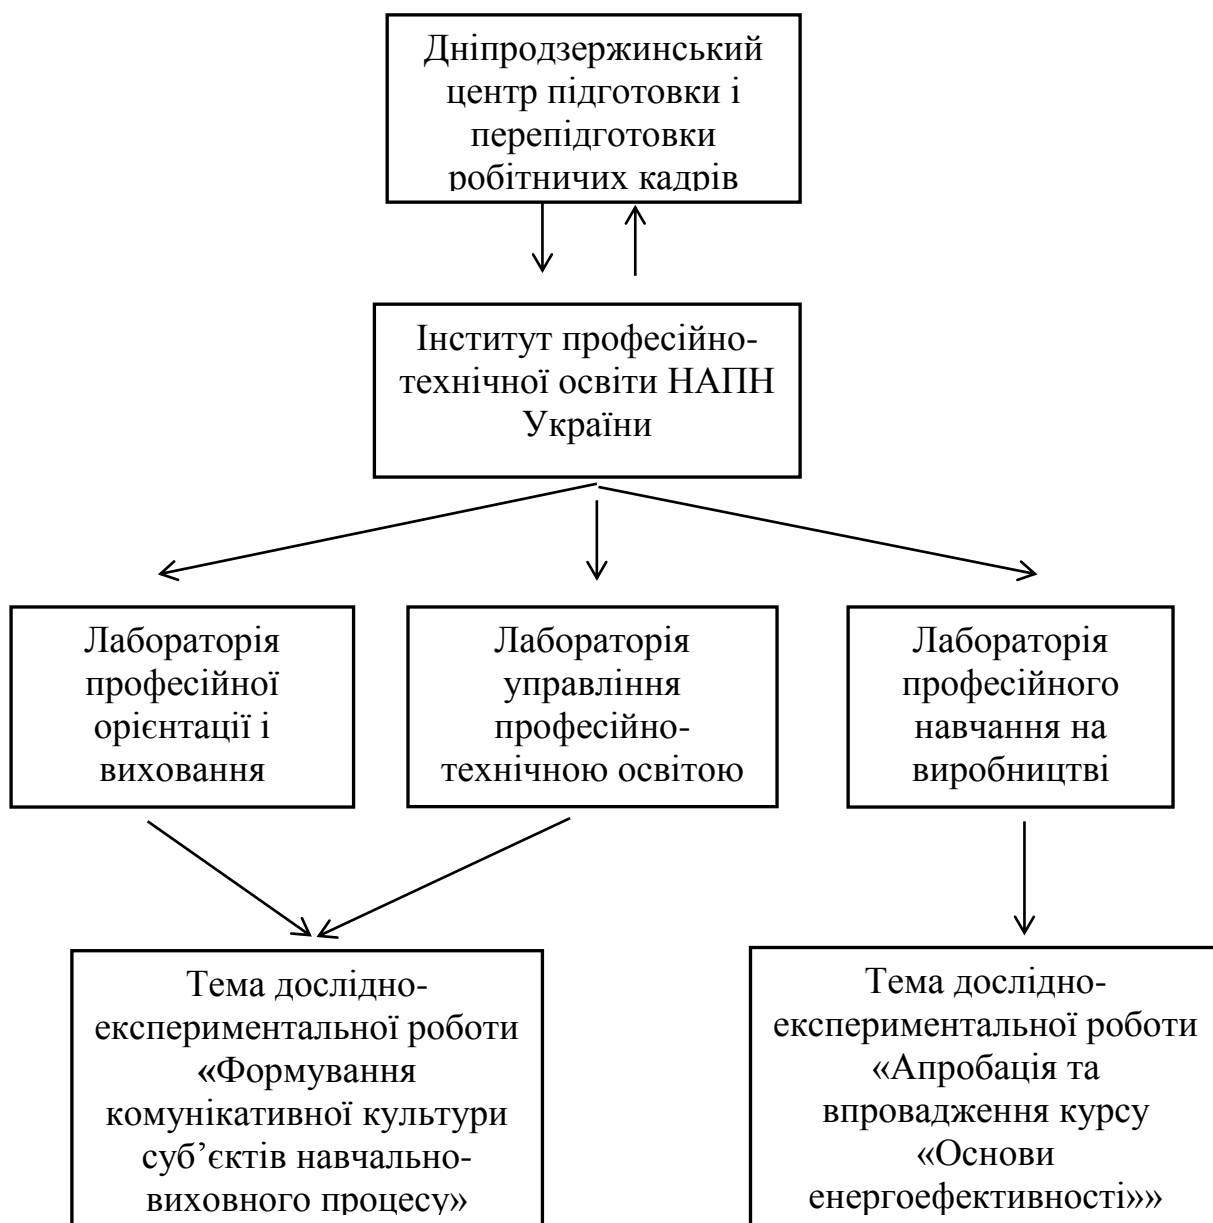 Дніпродзержинський
центр підготовки і
перепідготовки
робітничих кадрів
Інститут професійно-
технічної освіти НАПН
України
Лабораторія
професійної
орієнтації і
виховання
Лабораторія
управління
професійно-
технічною освітою
Лабораторія
професійного
навчання на
виробництві
Тема дослідно-
експериментальної роботи
«Формування
комунікативної культури
суб’єктів навчально-
виховного процесу»
Тема дослідно-
експериментальної роботи
«Апробація та
впровадження курсу
«Основи
енергоефективності»»